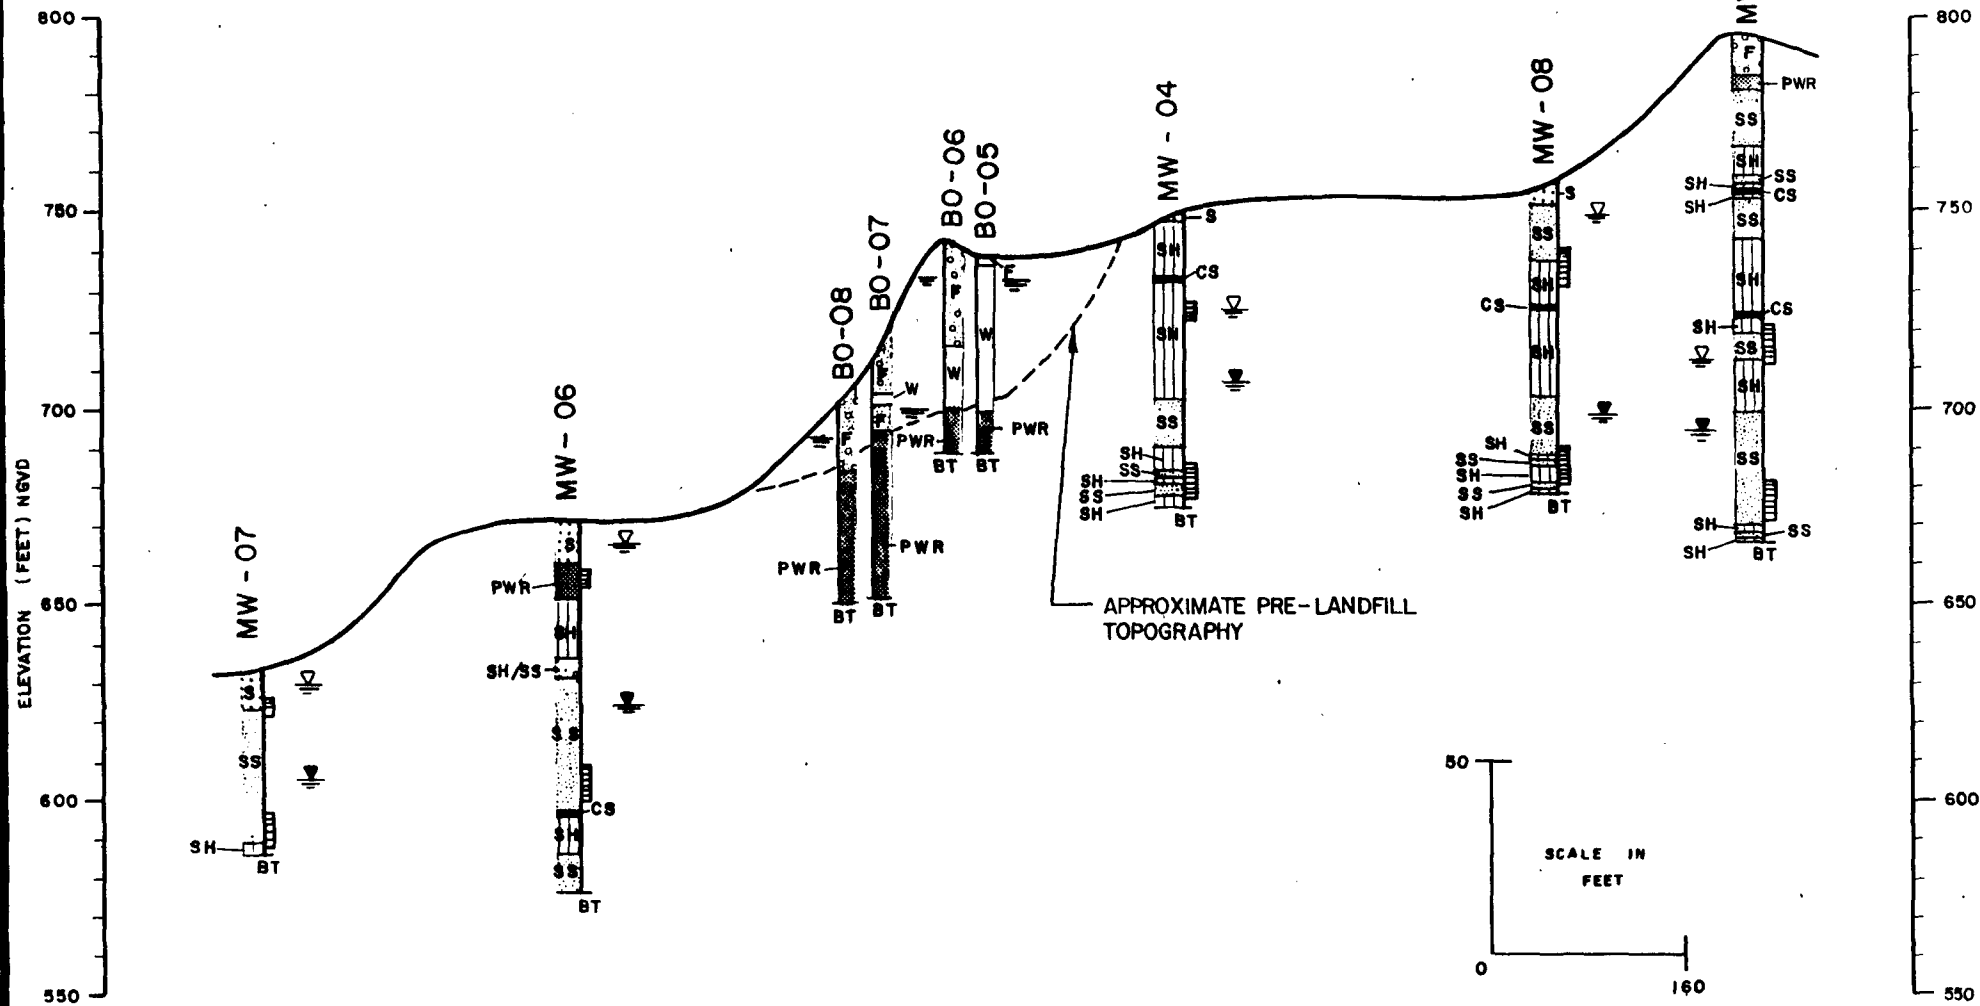 800
750
700
650
600
550
ELEVATION (FEET) NGVD
MW - 07
S
SS
SH
BT
MW - 06
S
PWR
SH
SH/SS
S S
CS
SH
SS
BT
BO-08
F
PWR
BT
BO-07
F
W
F
PWR
BT
BO-06
F
W
PWR
BT
BO-05
F
W
PWR
BT
APPROXIMATE PRE-LANDFILL
TOPOGRAPHY
MW - 04
S
SH
CS
SH
SS
SH
SS
SH
SS
SH
BT
MW - 08
S
SS
SH
CS
SH
SS
SH
SS
SH
SS
SH
BT
F
PWR
SS
SH
SS
SH
CS
SH
SS
SH
CS
SH
SS
SH
SS
SH
SS
SH
BT
50
SCALE IN
FEET
0
160
800
750
700
650
600
550